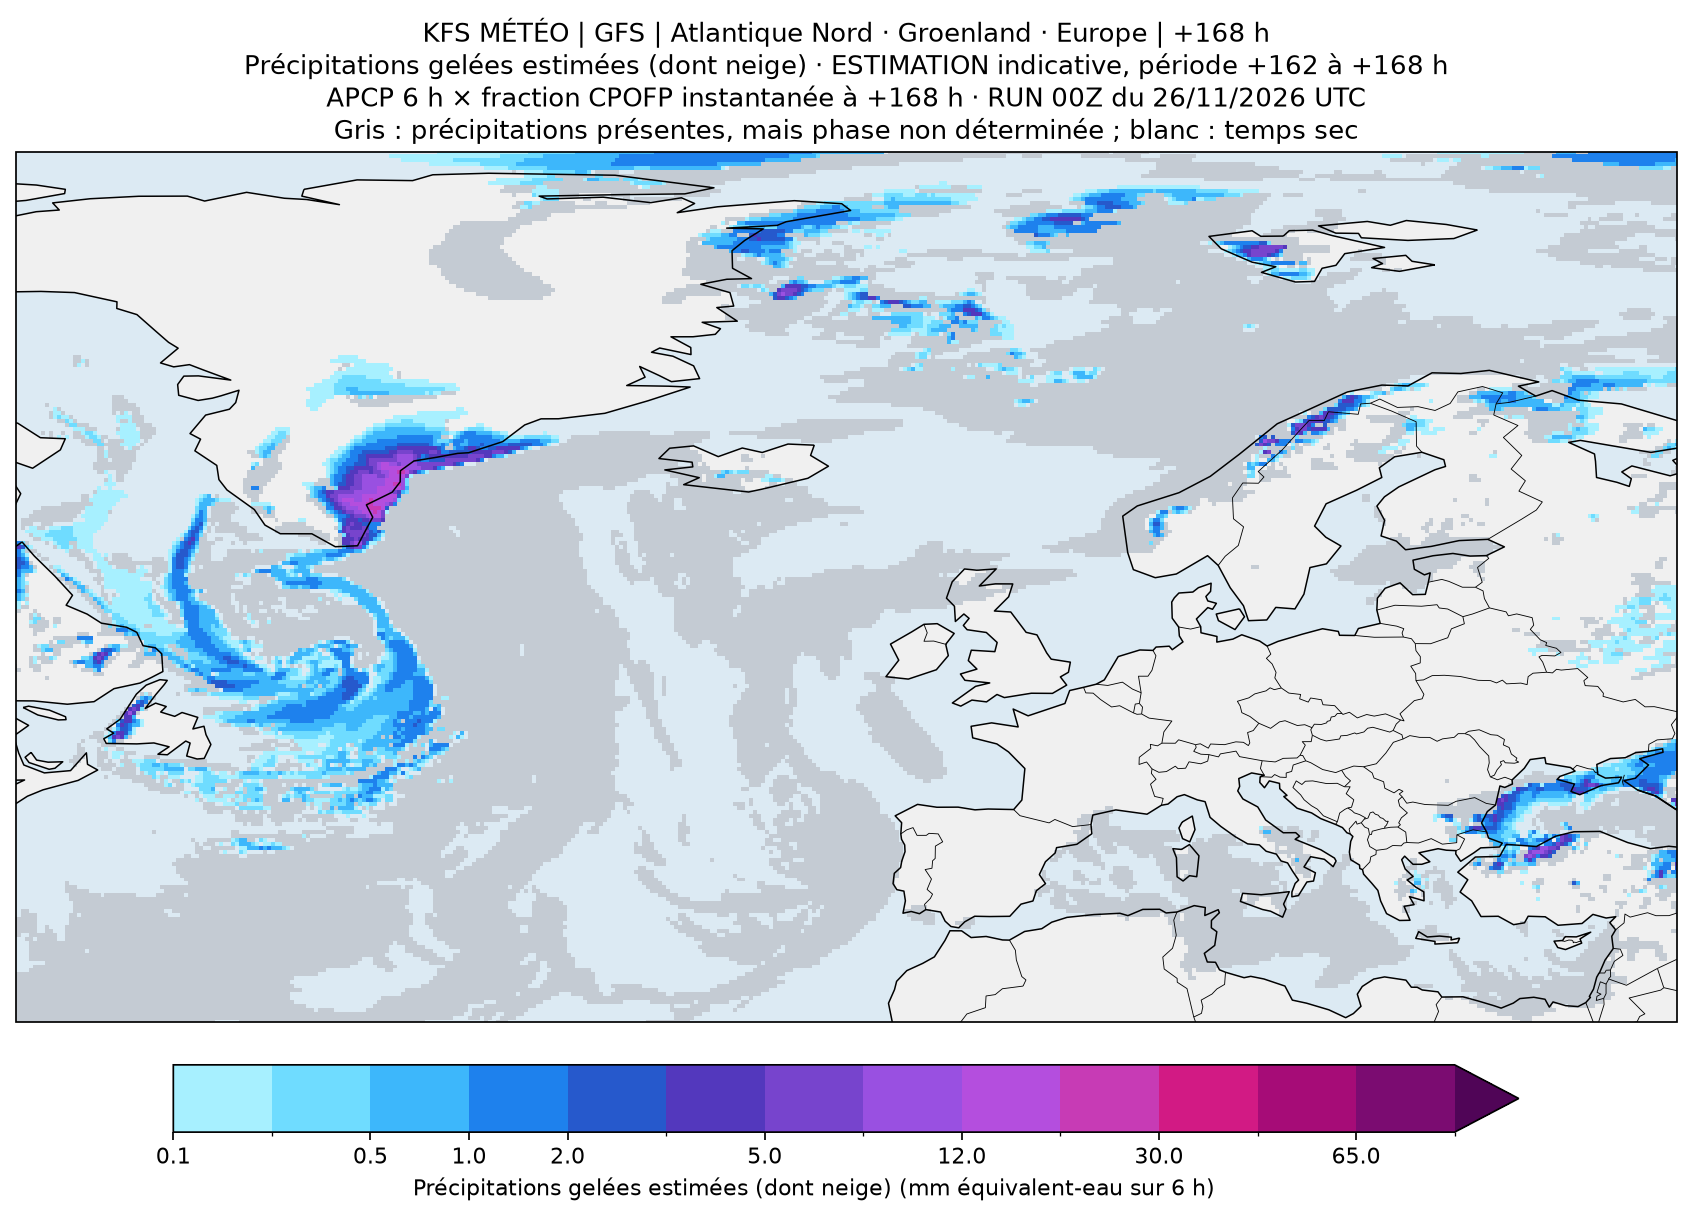 KFS MÉTÉO | GFS | Atlantique Nord · Groenland · Europe | +168 h
Précipitations gelées estimées (dont neige) · ESTIMATION indicative, période +162 à +168 h
APCP 6 h × fraction CPOFP instantanée à +168 h · RUN 00Z du 26/11/2026 UTC
Gris : précipitations présentes, mais phase non déterminée ; blanc : temps sec
0.1 0.5 1.0 2.0 5.0 12.0 30.0 65.0
Précipitations gelées estimées (dont neige) (mm équivalent-eau sur 6 h)